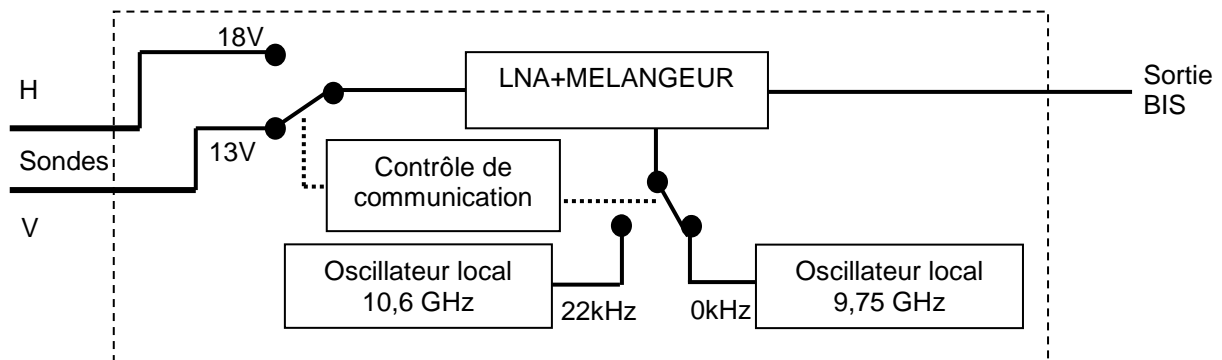 18V
H
LNA+MELANGEUR
Sortie
BIS
13V
Sondes
Contrôle de
communication
V
Oscillateur local
10,6 GHz
22kHz
0kHz
Oscillateur local
9,75 GHz